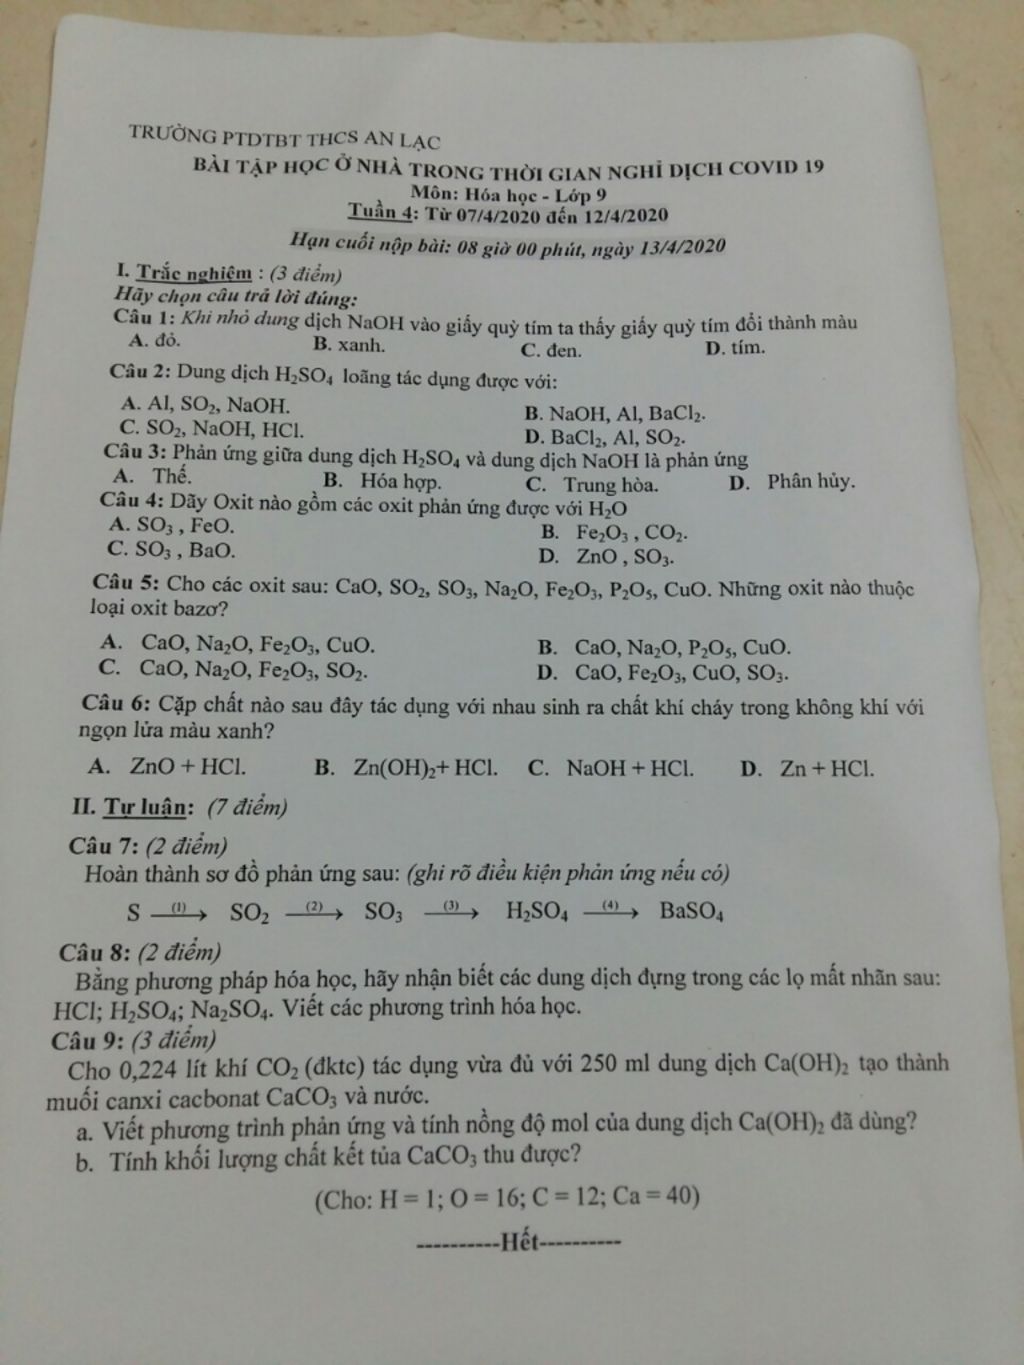 TRƯỜNG PTDTBT THCS AN LẠC
BÀI TẬP HỌC Ở NHÀ TRONG THỜI GIAN NGHỈ DỊCH COVID 19
Môn: Hóa học - Lớp 9
Tuần 4: Từ 07/4/2020 đến 12/4/2020
Hạn cuối nộp bài: 08 giờ 00 phút, ngày 13/4/2020
I. Trắc nghiệm : (3 điểm)
Hãy chọn câu trả lời đúng:
Câu 1: Khi nhỏ dung dịch NaOH vào giấy quỳ tím ta thấy giấy quỳ tím đổi thành màu
A. đỏ. B. xanh. C. đen. D. tím.
Câu 2: Dung dịch H₂SO₄ loãng tác dụng được với:
A. Al, SO₂, NaOH. B. NaOH, Al, BaCl₂.
C. SO₂, NaOH, HCl. D. BaCl₂, Al, SO₂.
Câu 3: Phản ứng giữa dung dịch H₂SO₄ và dung dịch NaOH là phản ứng
A. Thế. B. Hóa hợp. C. Trung hòa. D. Phân hủy.
Câu 4: Dãy Oxit nào gồm các oxit phản ứng được với H₂O
A. SO₃ , FeO. B. Fe₂O₃ , CO₂.
C. SO₃ , BaO. D. ZnO , SO₃.
Câu 5: Cho các oxit sau: CaO, SO₂, SO₃, Na₂O, Fe₂O₃, P₂O₅, CuO. Những oxit nào thuộc
loại oxit bazơ?
A. CaO, Na₂O, Fe₂O₃, CuO. B. CaO, Na₂O, P₂O₅, CuO.
C. CaO, Na₂O, Fe₂O₃, SO₂. D. CaO, Fe₂O₃, CuO, SO₃.
Câu 6: Cặp chất nào sau đây tác dụng với nhau sinh ra chất khí cháy trong không khí với
ngọn lửa màu xanh?
A. ZnO + HCl. B. Zn(OH)₂+ HCl. C. NaOH + HCl. D. Zn + HCl.
II. Tự luận: (7 điểm)
Câu 7: (2 điểm)
Hoàn thành sơ đồ phản ứng sau: (ghi rõ điều kiện phản ứng nếu có)
S —(1)→ SO₂ —(2)→ SO₃ —(3)→ H₂SO₄ —(4)→ BaSO₄
Câu 8: (2 điểm)
Bằng phương pháp hóa học, hãy nhận biết các dung dịch đựng trong các lọ mất nhãn sau:
HCl; H₂SO₄; Na₂SO₄. Viết các phương trình hóa học.
Câu 9: (3 điểm)
Cho 0,224 lít khí CO₂ (đktc) tác dụng vừa đủ với 250 ml dung dịch Ca(OH)₂ tạo thành
muối canxi cacbonat CaCO₃ và nước.
a. Viết phương trình phản ứng và tính nồng độ mol của dung dịch Ca(OH)₂ đã dùng?
b. Tính khối lượng chất kết tủa CaCO₃ thu được?
(Cho: H = 1; O = 16; C = 12; Ca = 40)
----------Hết----------